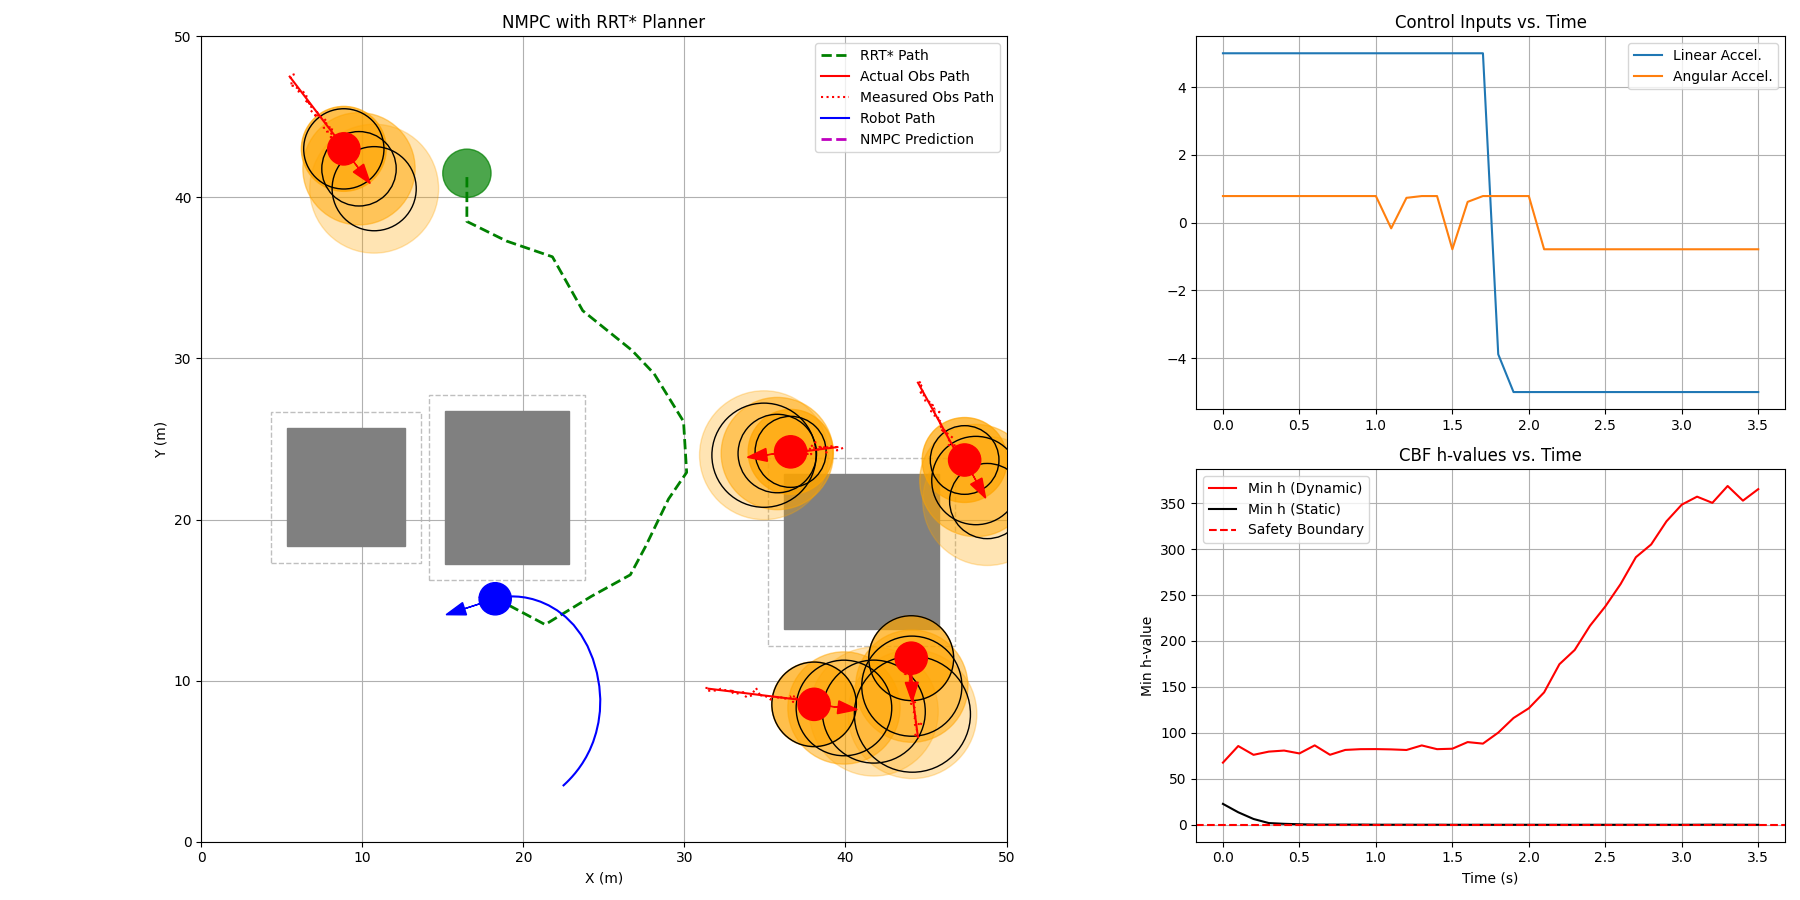 NMPC with RRT* Planner
50
40
30
20
10
0
Y (m)
0 10 20 30 40 50
X (m)
RRT* Path
Actual Obs Path
Measured Obs Path
Robot Path
NMPC Prediction
Control Inputs vs. Time
4
2
0
−2
−4
0.0 0.5 1.0 1.5 2.0 2.5 3.0 3.5
Linear Accel.
Angular Accel.
CBF h-values vs. Time
350
300
250
200
150
100
50
0
Min h-value
0.0 0.5 1.0 1.5 2.0 2.5 3.0 3.5
Time (s)
Min h (Dynamic)
Min h (Static)
Safety Boundary